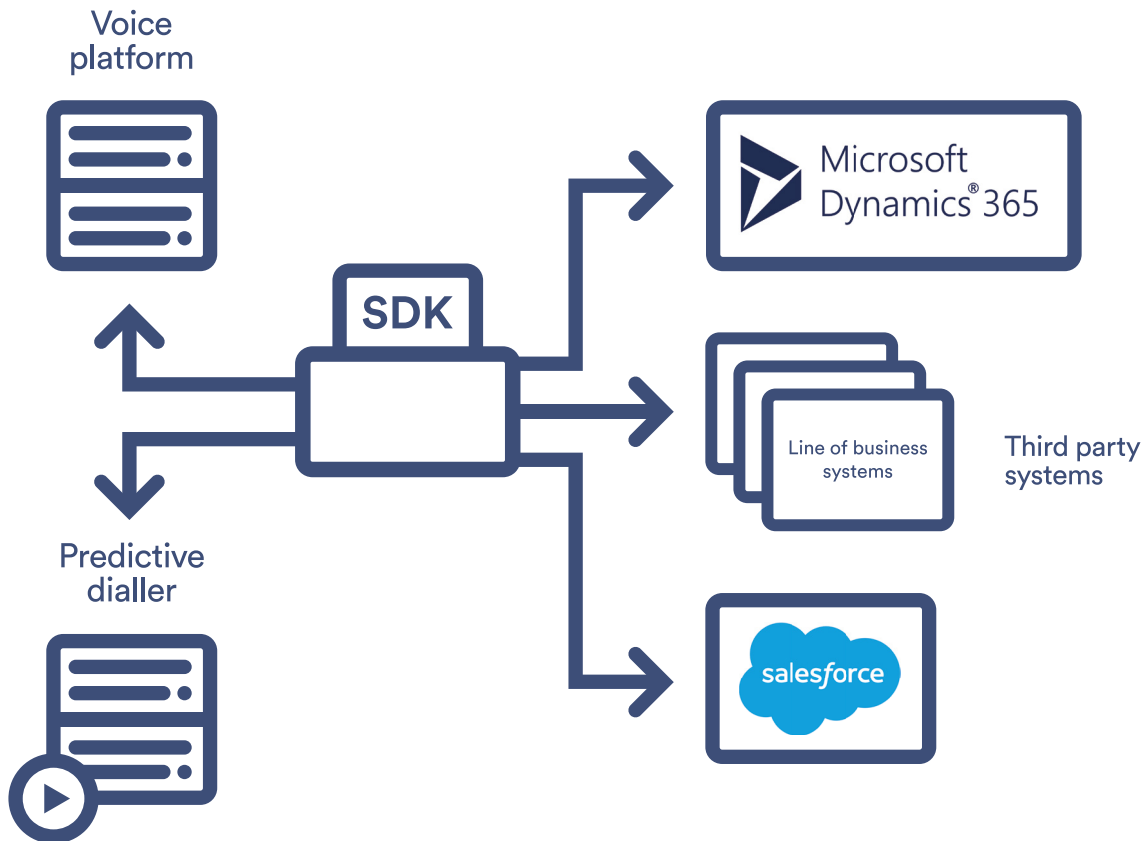 Voice
platform
Microsoft
Dynamics® 365
SDK
Line of business
systems
Third party
systems
Predictive
dialler
salesforce